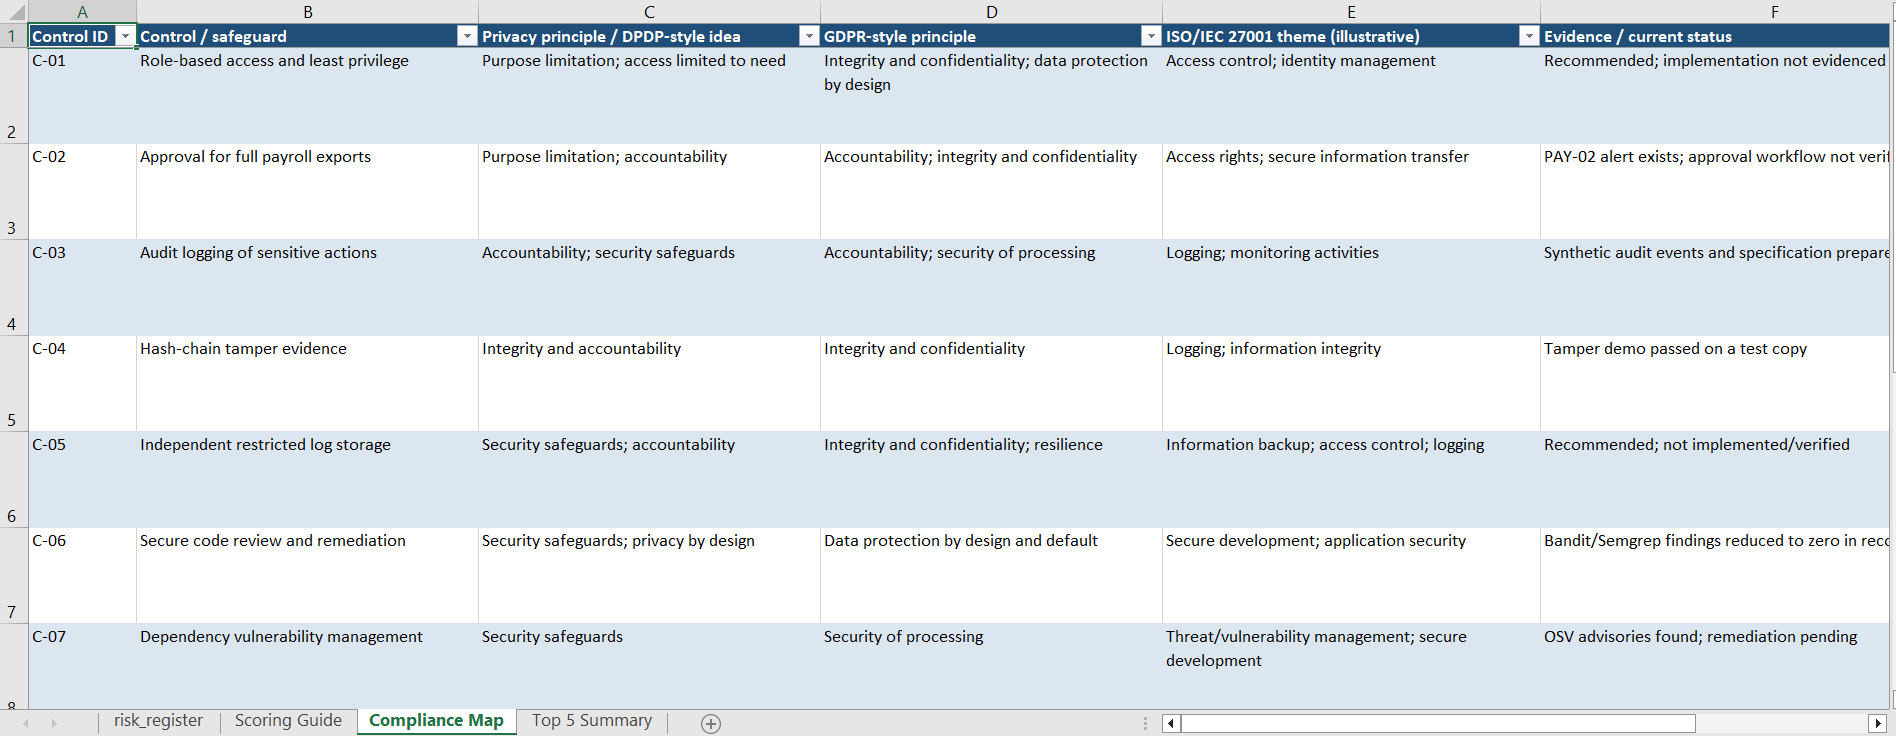 A B C D E F
1 Control ID Control / safeguard Privacy principle / DPDP-style idea GDPR-style principle ISO/IEC 27001 theme (illustrative) Evidence / current status
C-01 Role-based access and least privilege Purpose limitation; access limited to need Integrity and confidentiality; data protection Access control; identity management Recommended; implementation not evidenced
by design
2
C-02 Approval for full payroll exports Purpose limitation; accountability Accountability; integrity and confidentiality Access rights; secure information transfer PAY-02 alert exists; approval workflow not
3
C-03 Audit logging of sensitive actions Accountability; security safeguards Accountability; security of processing Logging; monitoring activities Synthetic audit events and specification
4
C-04 Hash-chain tamper evidence Integrity and accountability Integrity and confidentiality Logging; information integrity Tamper demo passed on a test copy
5
C-05 Independent restricted log storage Security safeguards; accountability Integrity and confidentiality; resilience Information backup; access control; logging Recommended; not implemented/verified
6
C-06 Secure code review and remediation Security safeguards; privacy by design Data protection by design and default Secure development; application security Bandit/Semgrep findings reduced to zero in
7
C-07 Dependency vulnerability management Security safeguards Security of processing Threat/vulnerability management; secure OSV advisories found; remediation pending
development
8
risk_register Scoring Guide Compliance Map Top 5 Summary